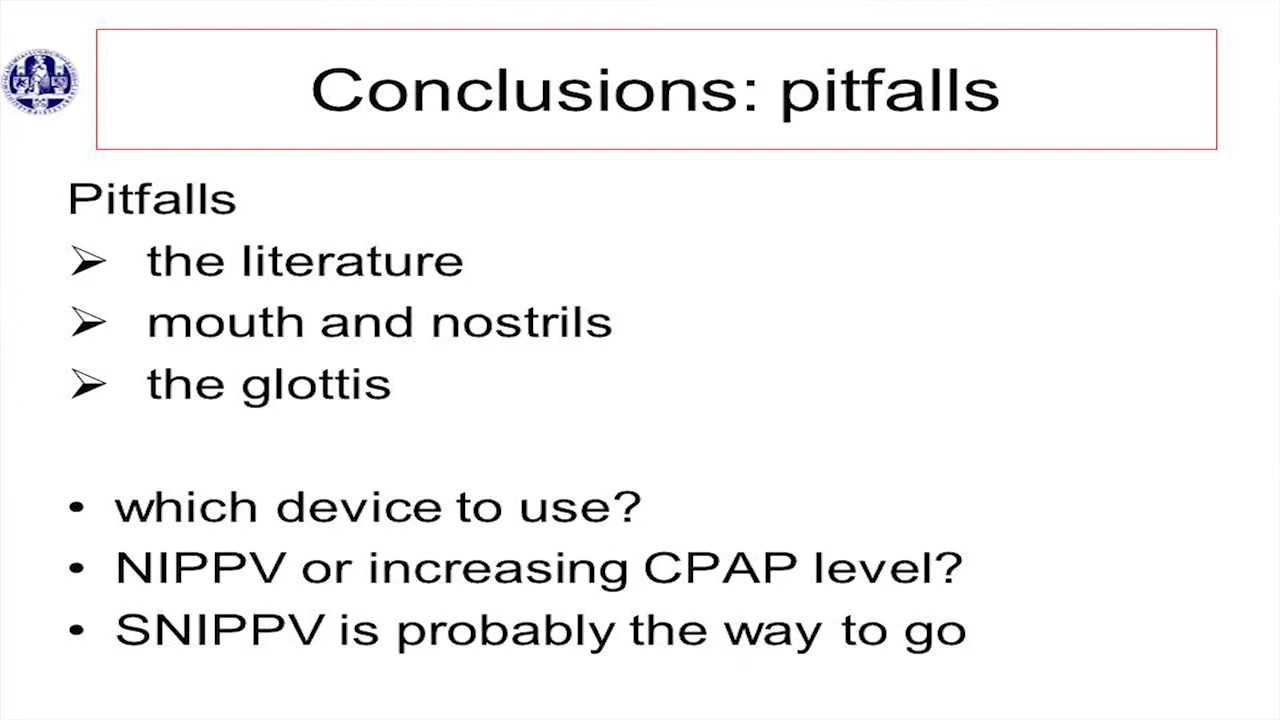 Conclusions: pitfalls
Pitfalls
➢ the literature
➢ mouth and nostrils
➢ the glottis
• which device to use?
• NIPPV or increasing CPAP level?
• SNIPPV is probably the way to go